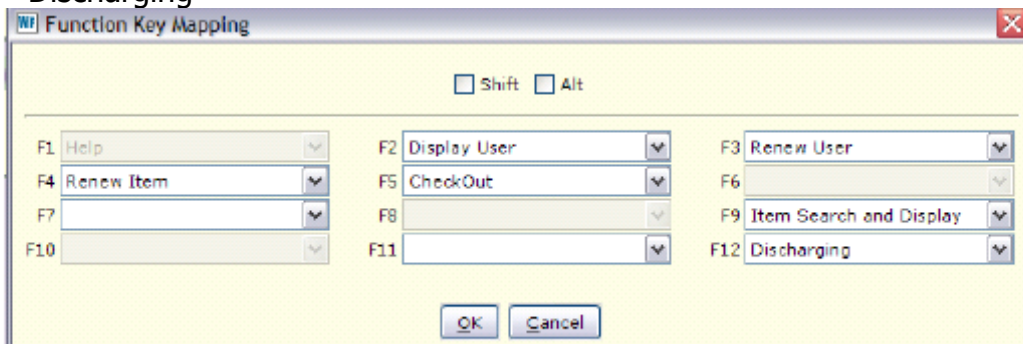 Discharging
WF Function Key Mapping
Shift Alt
F1 Help F2 Display User F3 Renew User
F4 Renew Item F5 CheckOut F6
F7 F8 F9 Item Search and Display
F10 F11 F12 Discharging
OK Cancel